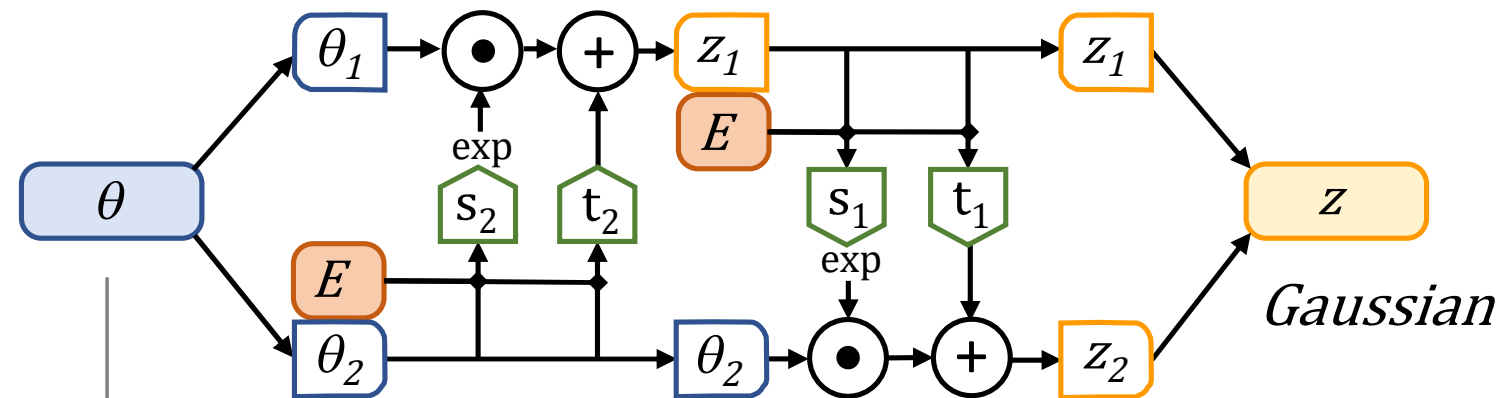 θ₁ • + z₁ z₁
E
exp
θ s₂ t₂ s₁ t₁ z
exp
E
Gaussian
θ₂ θ₂ • + z₂